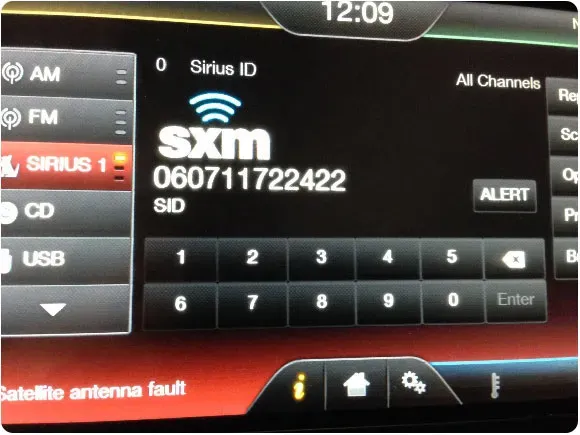 12:09
AM
FM
SIRIUS 1
CD
USB
0 Sirius ID
All Channels
sxm
060711722422
SID
ALERT
1 2 3 4 5
6 7 8 9 0 Enter
Satellite antenna fault
i